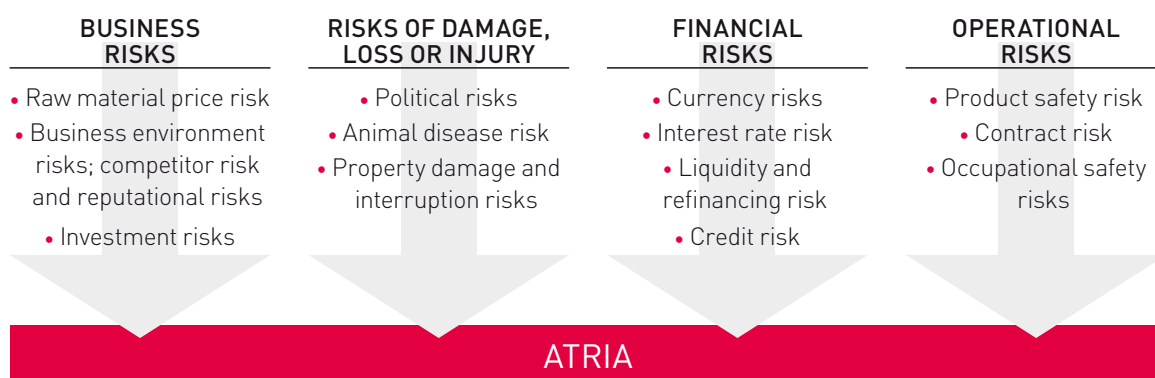 BUSINESS
RISKS
• Raw material price risk
• Business environment
risks; competitor risk
and reputational risks
• Investment risks
RISKS OF DAMAGE,
LOSS OR INJURY
• Political risks
• Animal disease risk
• Property damage and
interruption risks
FINANCIAL
RISKS
• Currency risks
• Interest rate risk
• Liquidity and
refinancing risk
• Credit risk
OPERATIONAL
RISKS
• Product safety risk
• Contract risk
• Occupational safety
risks
ATRIA